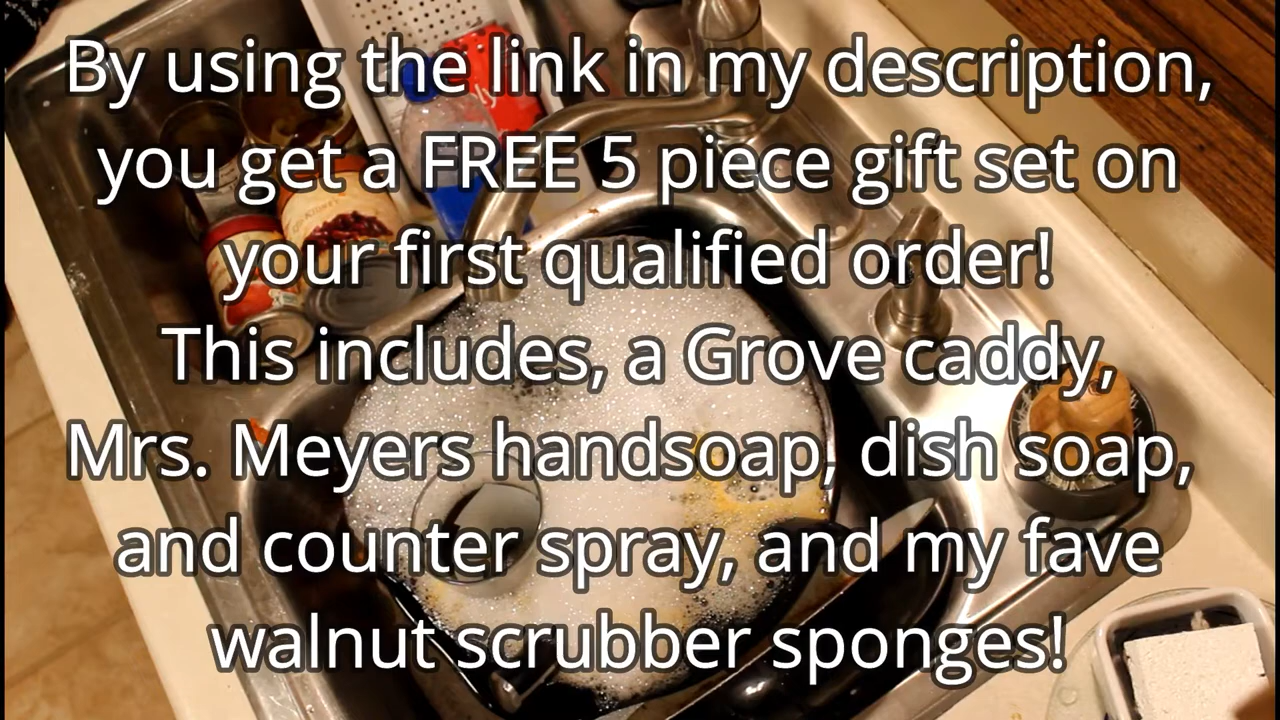 By using the link in my description,
you get a FREE 5 piece gift set on
your first qualified order!
This includes, a Grove caddy,
Mrs. Meyers handsoap, dish soap,
and counter spray, and my fave
walnut scrubber sponges!